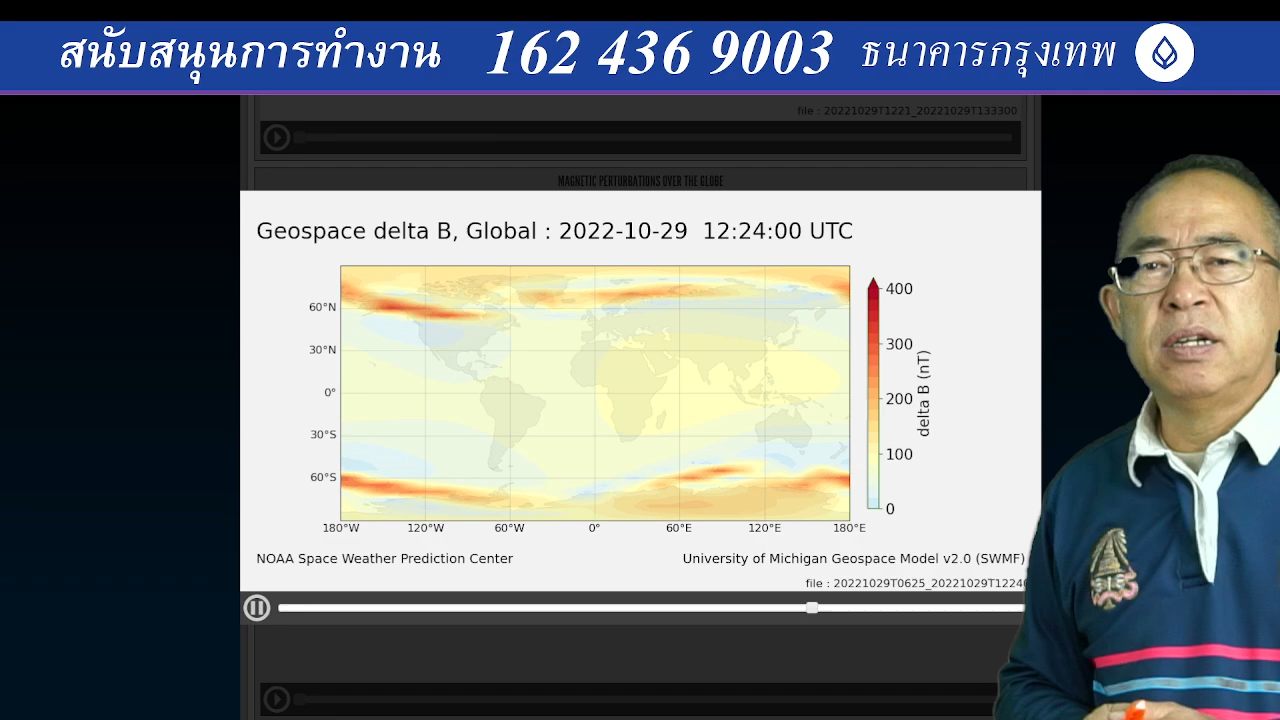 สนับสนุนการทำงาน 162 436 9003 ธนาคารกรุงเทพ
file : 20221029T1221_20221029T133300
MAGNETIC PERTURBATIONS OVER THE GLOBE
Geospace delta B, Global : 2022-10-29 12:24:00 UTC
60°N
30°N
0°
30°S
60°S
180°W 120°W 60°W 0° 60°E 120°E 180°E
400
300
200
100
0
delta B (nT)
NOAA Space Weather Prediction Center
University of Michigan Geospace Model v2.0 (SWMF)
file : 20221029T0625_20221029T12240